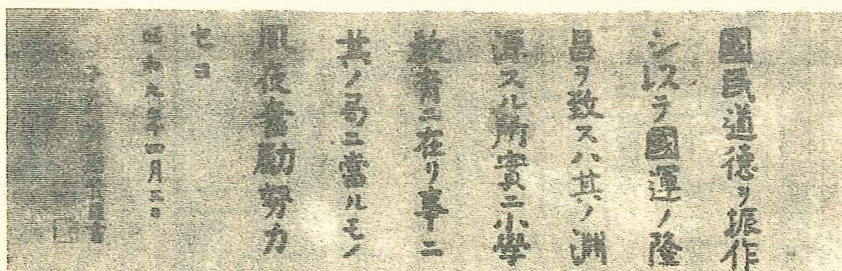 國民道徳ヲ振作
シ以テ國運ノ隆
昌ヲ致スハ其ノ淵
源スル所實ニ小學
教育ニ在リ事ニ
其ノ局ニ當ルモノ
夙夜奮勵努力
セヨ
昭和九年四月三日